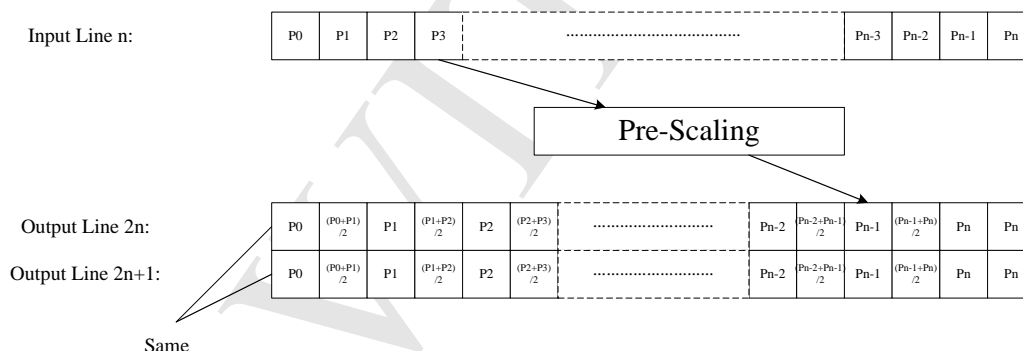 Input Line n: P0 P1 P2 P3 ........................................ Pn-3 Pn-2 Pn-1 Pn
Pre-Scaling
Output Line 2n: P0 (P0+P1)/2 P1 (P1+P2)/2 P2 (P2+P3)/2 ........................... Pn-2 (Pn-2+Pn-1)/2 Pn-1 (Pn-1+Pn)/2 Pn Pn
Output Line 2n+1: P0 (P0+P1)/2 P1 (P1+P2)/2 P2 (P2+P3)/2 ........................... Pn-2 (Pn-2+Pn-1)/2 Pn-1 (Pn-1+Pn)/2 Pn Pn
Same